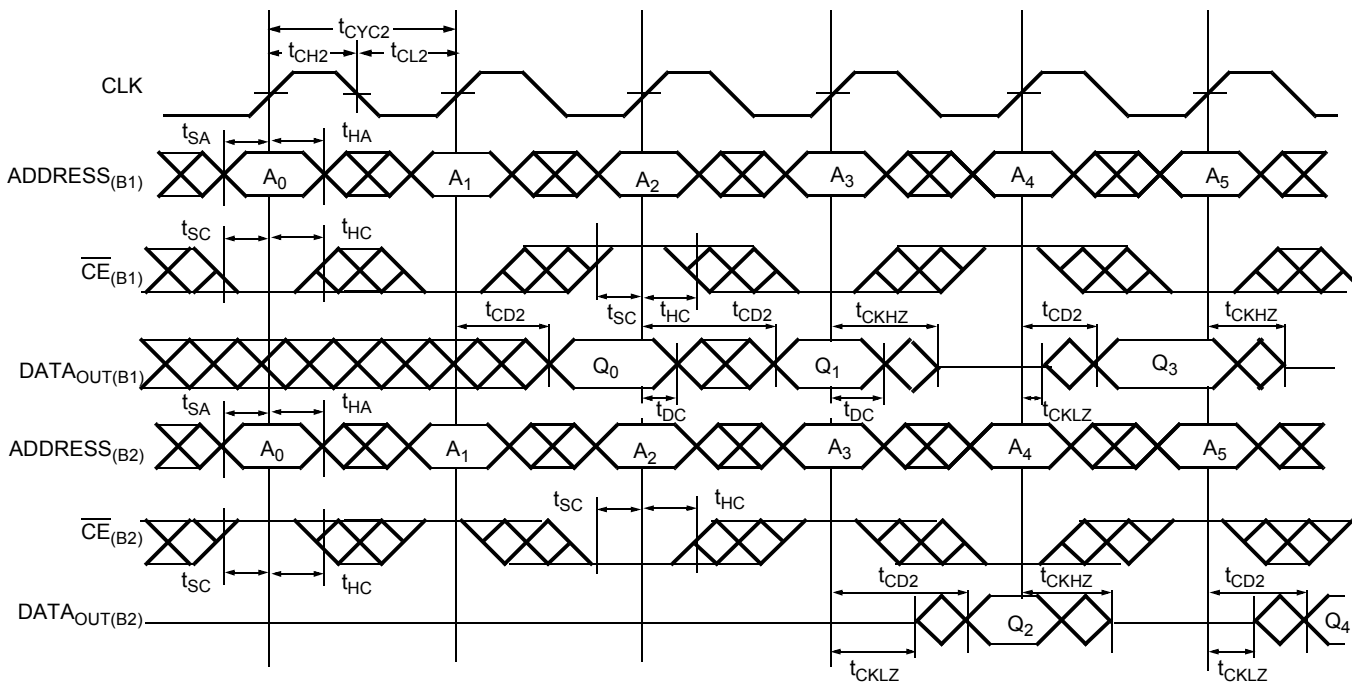 tCYC2
tCH2 tCL2
CLK
tSA tHA
ADDRESS(B1) A0 A1 A2 A3 A4 A5
tSC tHC
CE(B1)
tCD2 tSC tHC tCD2 tCKHZ tCD2 tCKHZ
DATAOUT(B1) Q0 Q1 Q3
tSA tHA tDC tDC tCKLZ
ADDRESS(B2) A0 A1 A2 A3 A4 A5
tSC tHC
CE(B2)
tSC tHC tCD2 tCKHZ tCD2
DATAOUT(B2) Q2 Q4
tCKLZ tCKLZ